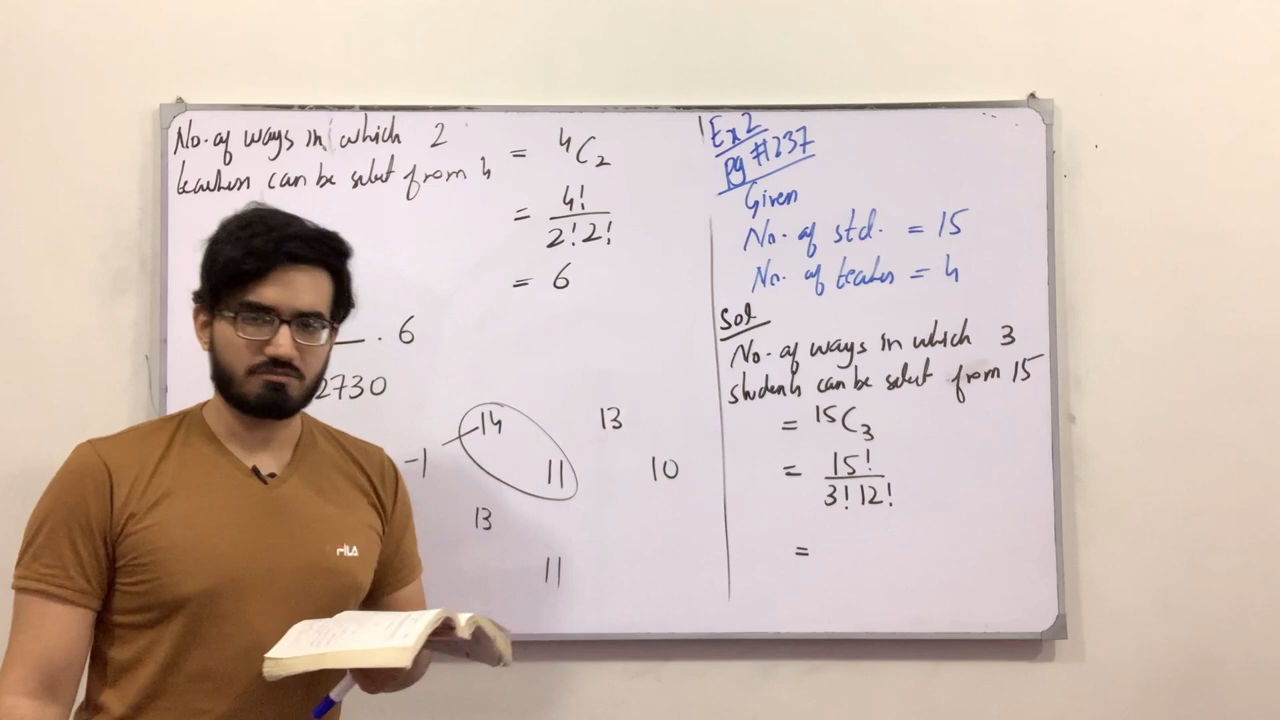 No. of ways in which 2
teachers can be select from 4
= ⁴C₂
= 4!
2!2!
= 6
. 6
2730
14
13
-1
11
10
13
11
Ex 2
Pg #237
Given
No. of std. = 15
No. of teachers = 4
Sol
No. of ways in which 3
students can be select from 15
= ¹⁵C₃
= 15!
3! 12!
=
FILA